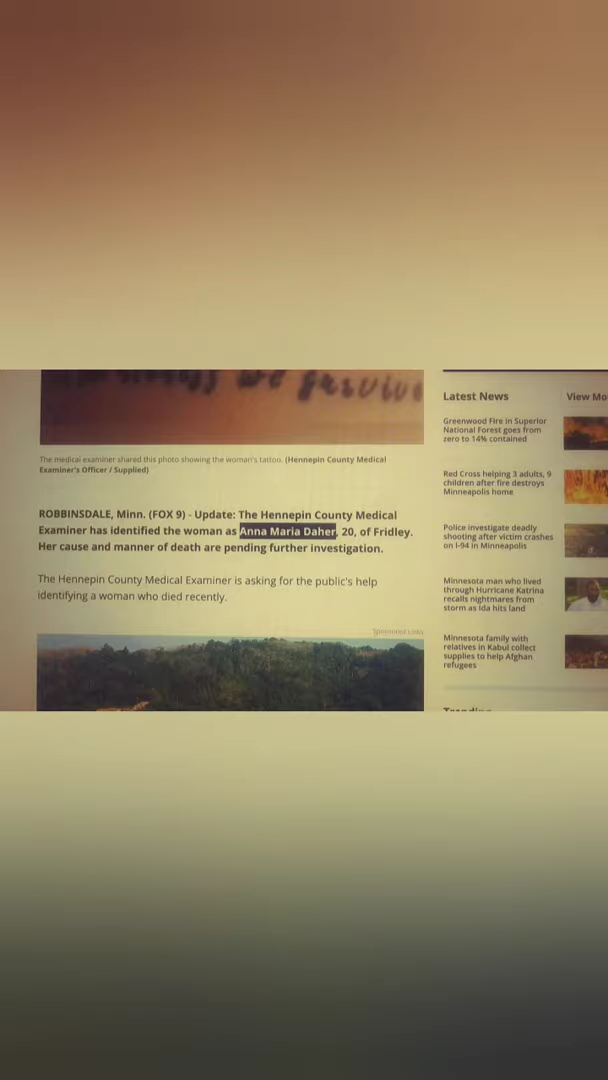 we survive
The medical examiner shared this photo showing the woman's tattoo. (Hennepin County Medical
Examiner's Officer / Supplied)
ROBBINSDALE, Minn. (FOX 9) - Update: The Hennepin County Medical
Examiner has identified the woman as Anna Maria Daher, 20, of Fridley.
Her cause and manner of death are pending further investigation.
The Hennepin County Medical Examiner is asking for the public's help
identifying a woman who died recently.
Sponsored Links
Latest News
View Mo
Greenwood Fire in Superior
National Forest goes from
zero to 14% contained
Red Cross helping 3 adults, 9
children after fire destroys
Minneapolis home
Police investigate deadly
shooting after victim crashes
on I-94 in Minneapolis
Minnesota man who lived
through Hurricane Katrina
recalls nightmares from
storm as Ida hits land
Minnesota family with
relatives in Kabul collect
supplies to help Afghan
refugees